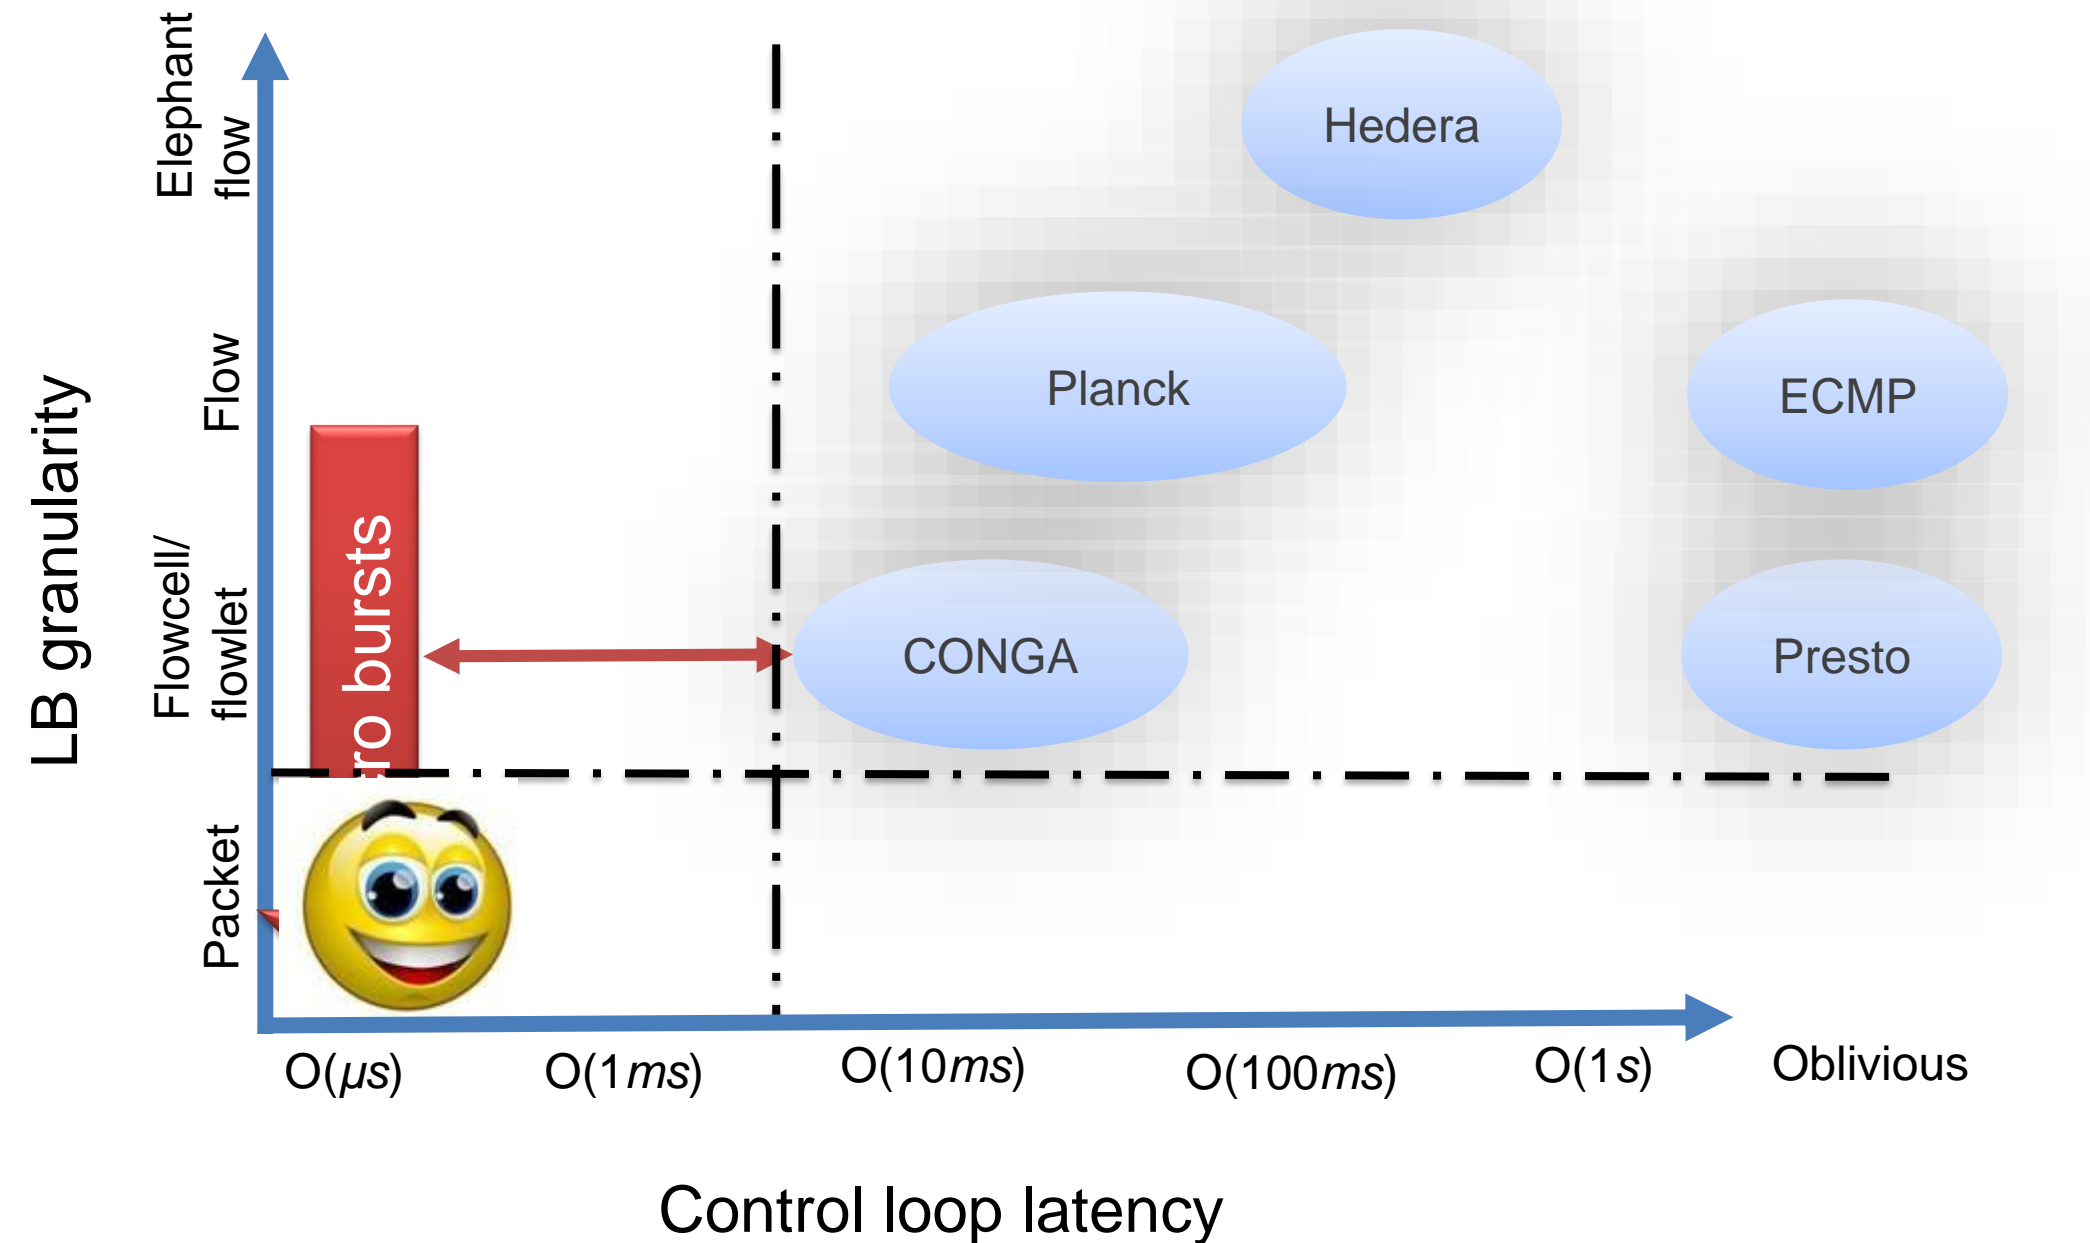 Elephant
flow
Hedera
Flow
Planck
ECMP
LB granularity
Flowcell/
flowlet
ro bursts
CONGA
Presto
Packet
O(µs)
O(1ms)
O(10ms)
O(100ms)
O(1s)
Oblivious
Control loop latency